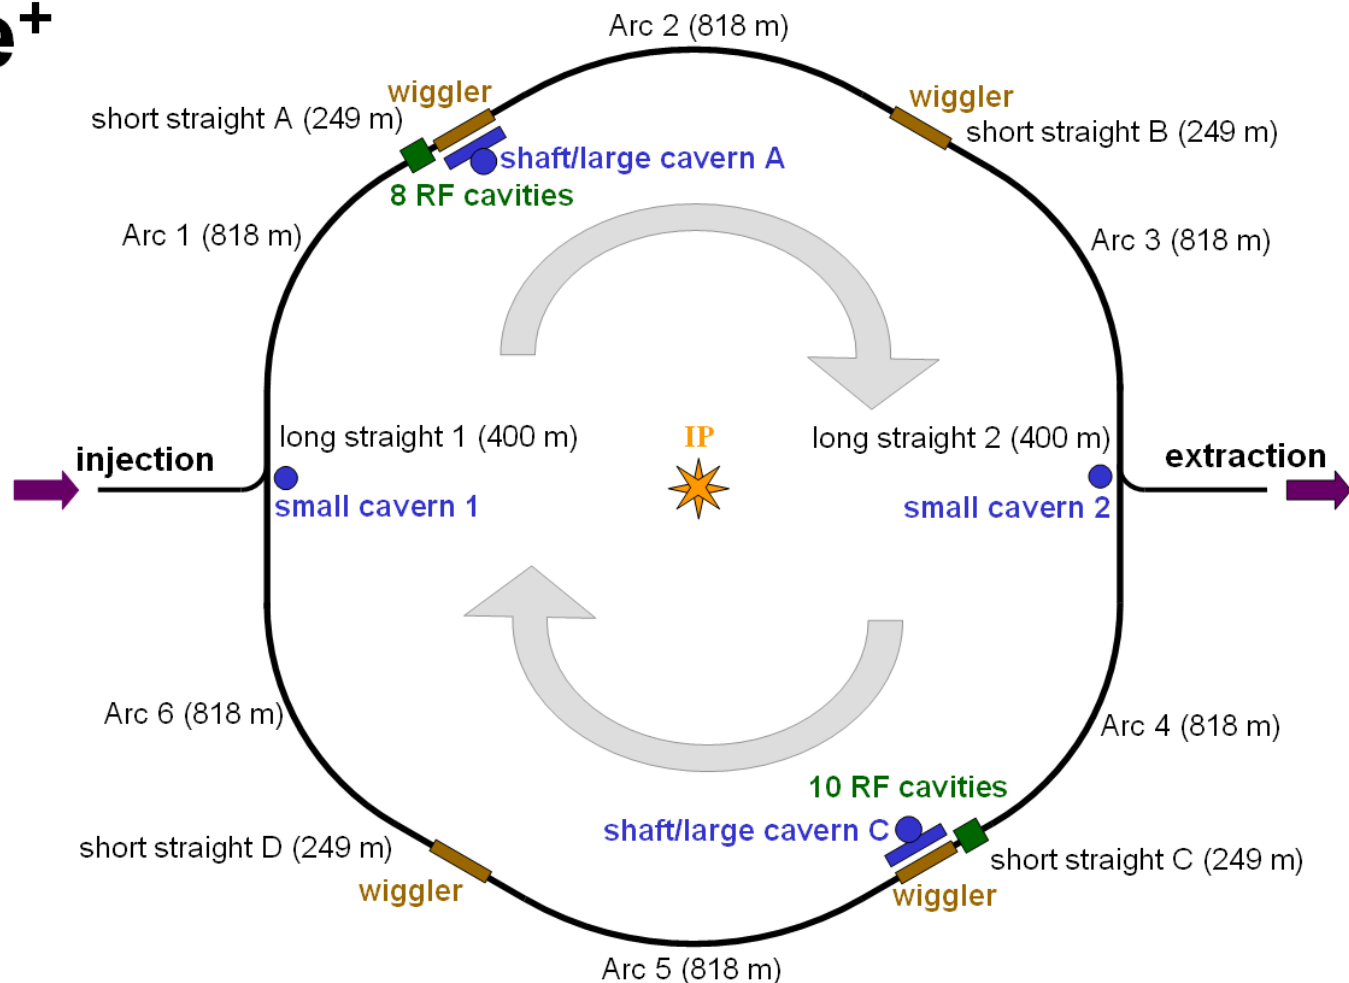 e+
Arc 2 (818 m)
wiggler
wiggler
short straight A (249 m)
short straight B (249 m)
shaft/large cavern A
8 RF cavities
Arc 1 (818 m)
Arc 3 (818 m)
long straight 1 (400 m)
IP
long straight 2 (400 m)
injection
extraction
small cavern 1
small cavern 2
Arc 6 (818 m)
Arc 4 (818 m)
10 RF cavities
shaft/large cavern C
short straight D (249 m)
short straight C (249 m)
wiggler
wiggler
Arc 5 (818 m)